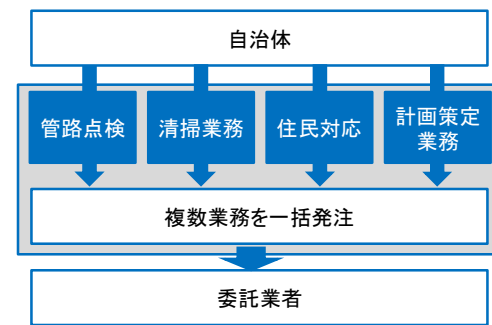 自治体
管路点検
清掃業務
住民対応
計画策定
業務
複数業務を一括発注
委託業者